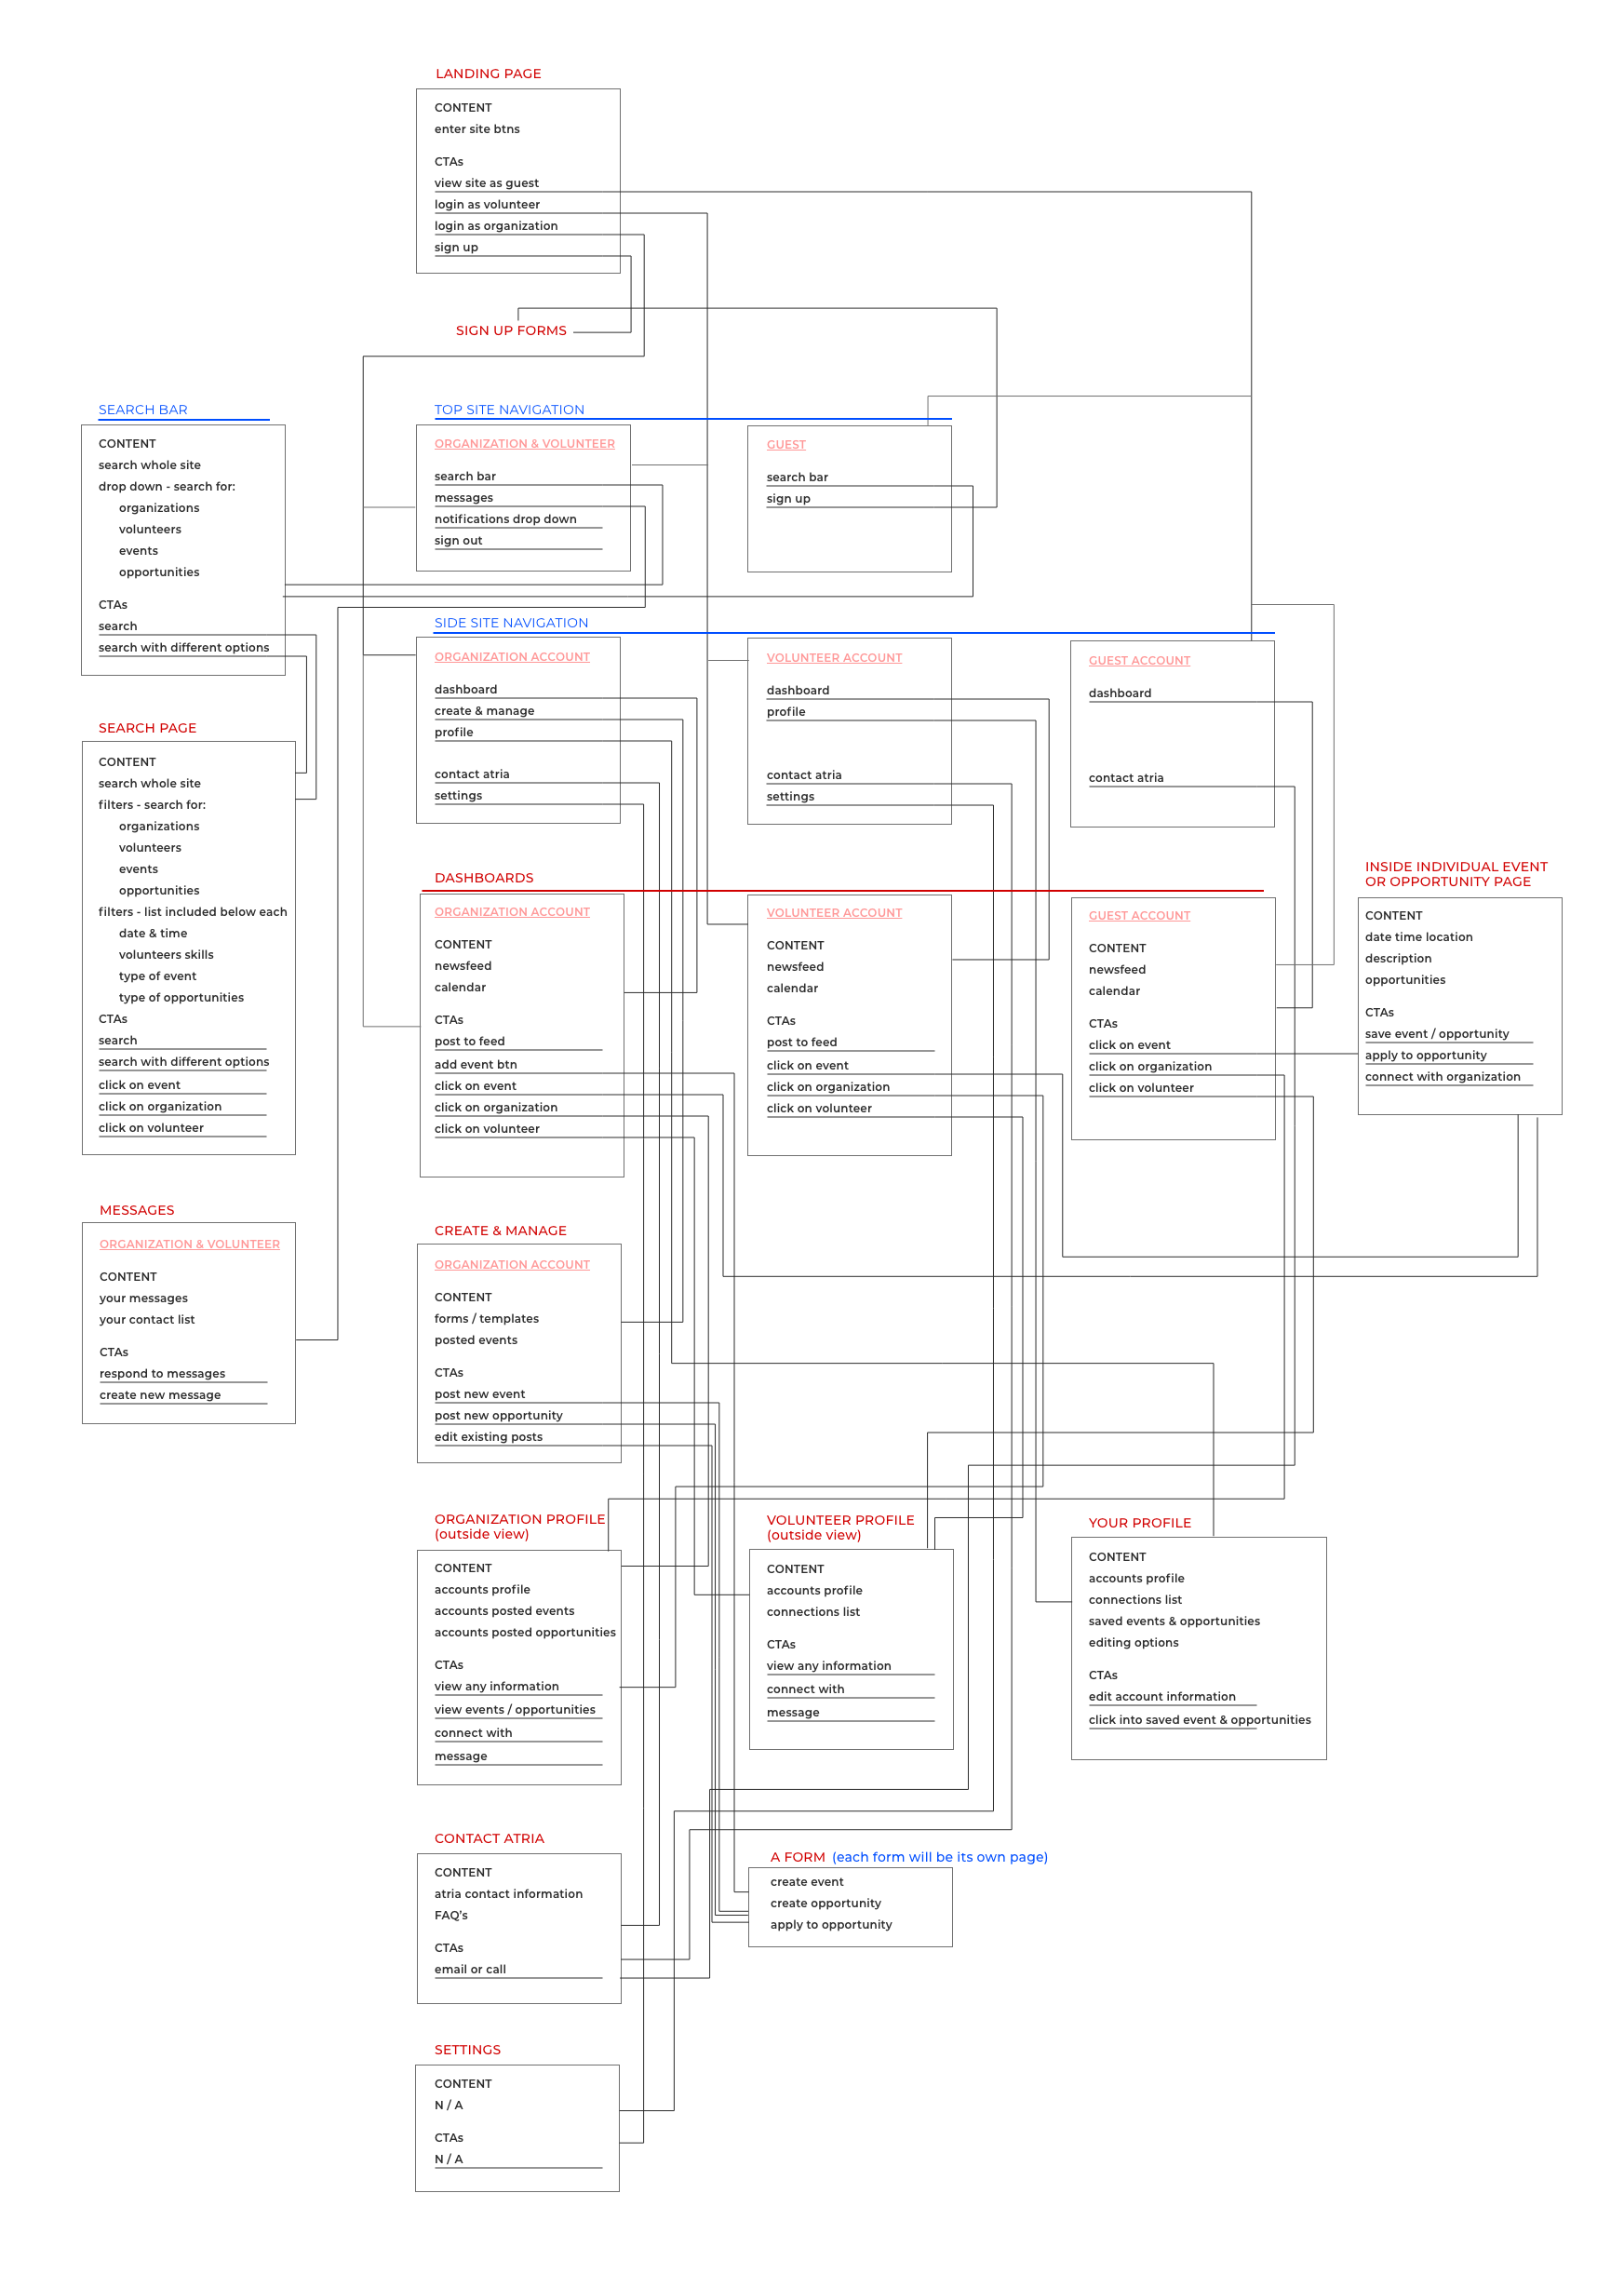 LANDING PAGE
CONTENT
enter site btns
CTAs
view site as guest
login as volunteer
login as organization
sign up
SIGN UP FORMS
SEARCH BAR
CONTENT
search whole site
drop down - search for:
organizations
volunteers
events
opportunities
CTAs
search
search with different options
TOP SITE NAVIGATION
ORGANIZATION & VOLUNTEER
search bar
messages
notifications drop down
sign out
GUEST
search bar
sign up
SIDE SITE NAVIGATION
ORGANIZATION ACCOUNT
dashboard
create & manage
profile
contact atria
settings
VOLUNTEER ACCOUNT
dashboard
profile
contact atria
settings
GUEST ACCOUNT
dashboard
contact atria
SEARCH PAGE
CONTENT
search whole site
filters - search for:
organizations
volunteers
events
opportunities
filters - list included below each
date & time
volunteers skills
type of event
type of opportunities
CTAs
search
search with different options
click on event
click on organization
click on volunteer
DASHBOARDS
ORGANIZATION ACCOUNT
CONTENT
newsfeed
calendar
CTAs
post to feed
add event btn
click on event
click on organization
click on volunteer
VOLUNTEER ACCOUNT
CONTENT
newsfeed
calendar
CTAs
post to feed
click on event
click on organization
click on volunteer
GUEST ACCOUNT
CONTENT
newsfeed
calendar
CTAs
click on event
click on organization
click on volunteer
INSIDE INDIVIDUAL EVENT
OR OPPORTUNITY PAGE
CONTENT
date time location
description
opportunities
CTAs
save event / opportunity
apply to opportunity
connect with organization
MESSAGES
ORGANIZATION & VOLUNTEER
CONTENT
your messages
your contact list
CTAs
respond to messages
create new message
CREATE & MANAGE
ORGANIZATION ACCOUNT
CONTENT
forms / templates
posted events
CTAs
post new event
post new opportunity
edit existing posts
ORGANIZATION PROFILE
(outside view)
CONTENT
accounts profile
accounts posted events
accounts posted opportunities
CTAs
view any information
view events / opportunities
connect with
message
VOLUNTEER PROFILE
(outside view)
CONTENT
accounts profile
connections list
CTAs
view any information
connect with
message
YOUR PROFILE
CONTENT
accounts profile
connections list
saved events & opportunities
editing options
CTAs
edit account information
click into saved event & opportunities
CONTACT ATRIA
CONTENT
atria contact information
FAQ's
CTAs
email or call
A FORM (each form will be its own page)
create event
create opportunity
apply to opportunity
SETTINGS
CONTENT
N / A
CTAs
N / A